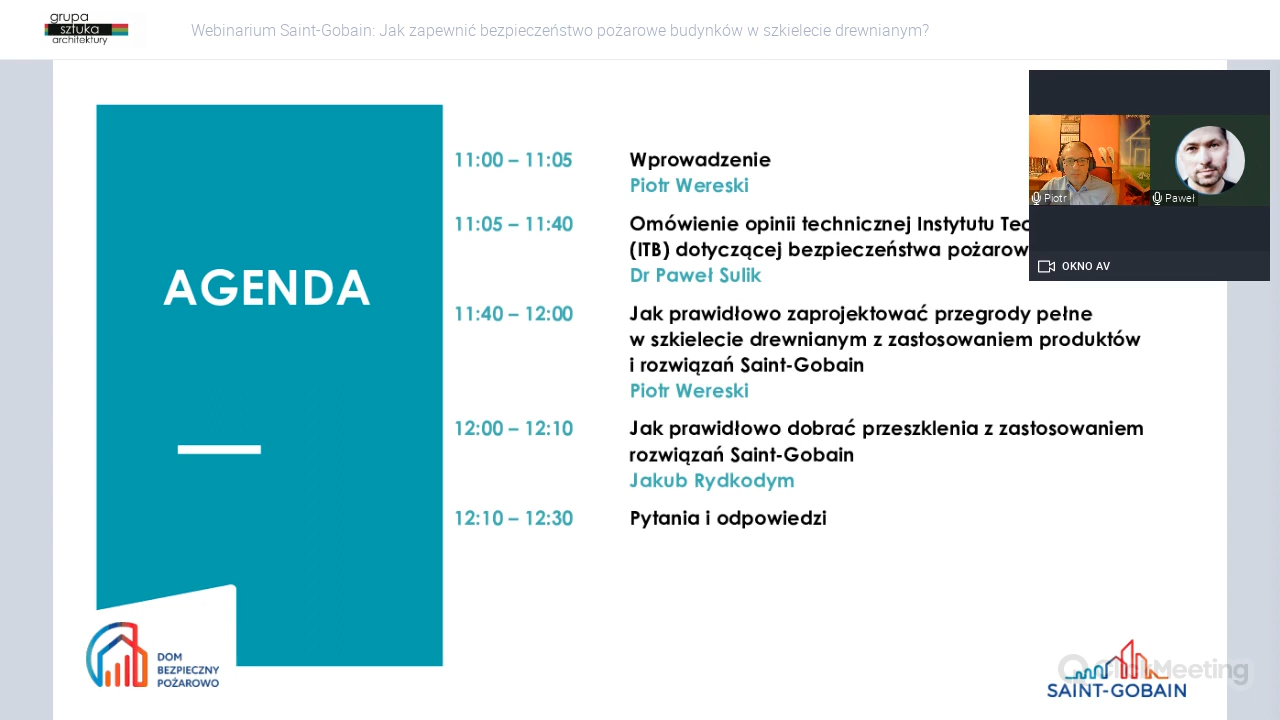 grupa
sztuka
architektury
Webinarium Saint-Gobain: Jak zapewnić bezpieczeństwo pożarowe budynków w szkielecie drewnianym?
AGENDA
11:00 – 11:05 Wprowadzenie
Piotr Wereski
11:05 – 11:40 Omówienie opinii technicznej Instytutu
(ITB) dotyczącej bezpieczeństwa
Dr Paweł Sulik
11:40 – 12:00 Jak prawidłowo zaprojektować przegrody pełne
w szkielecie drewnianym z zastosowaniem produktów
i rozwiązań Saint-Gobain
Piotr Wereski
12:00 – 12:10 Jak prawidłowo dobrać przeszklenia z zastosowaniem
rozwiązań Saint-Gobain
Jakub Rydkodym
12:10 – 12:30 Pytania i odpowiedzi
Piotr
Paweł
OKNO AV
DOM
BEZPIECZNY
POŻAROWO
ClickMeeting
SAINT-GOBAIN